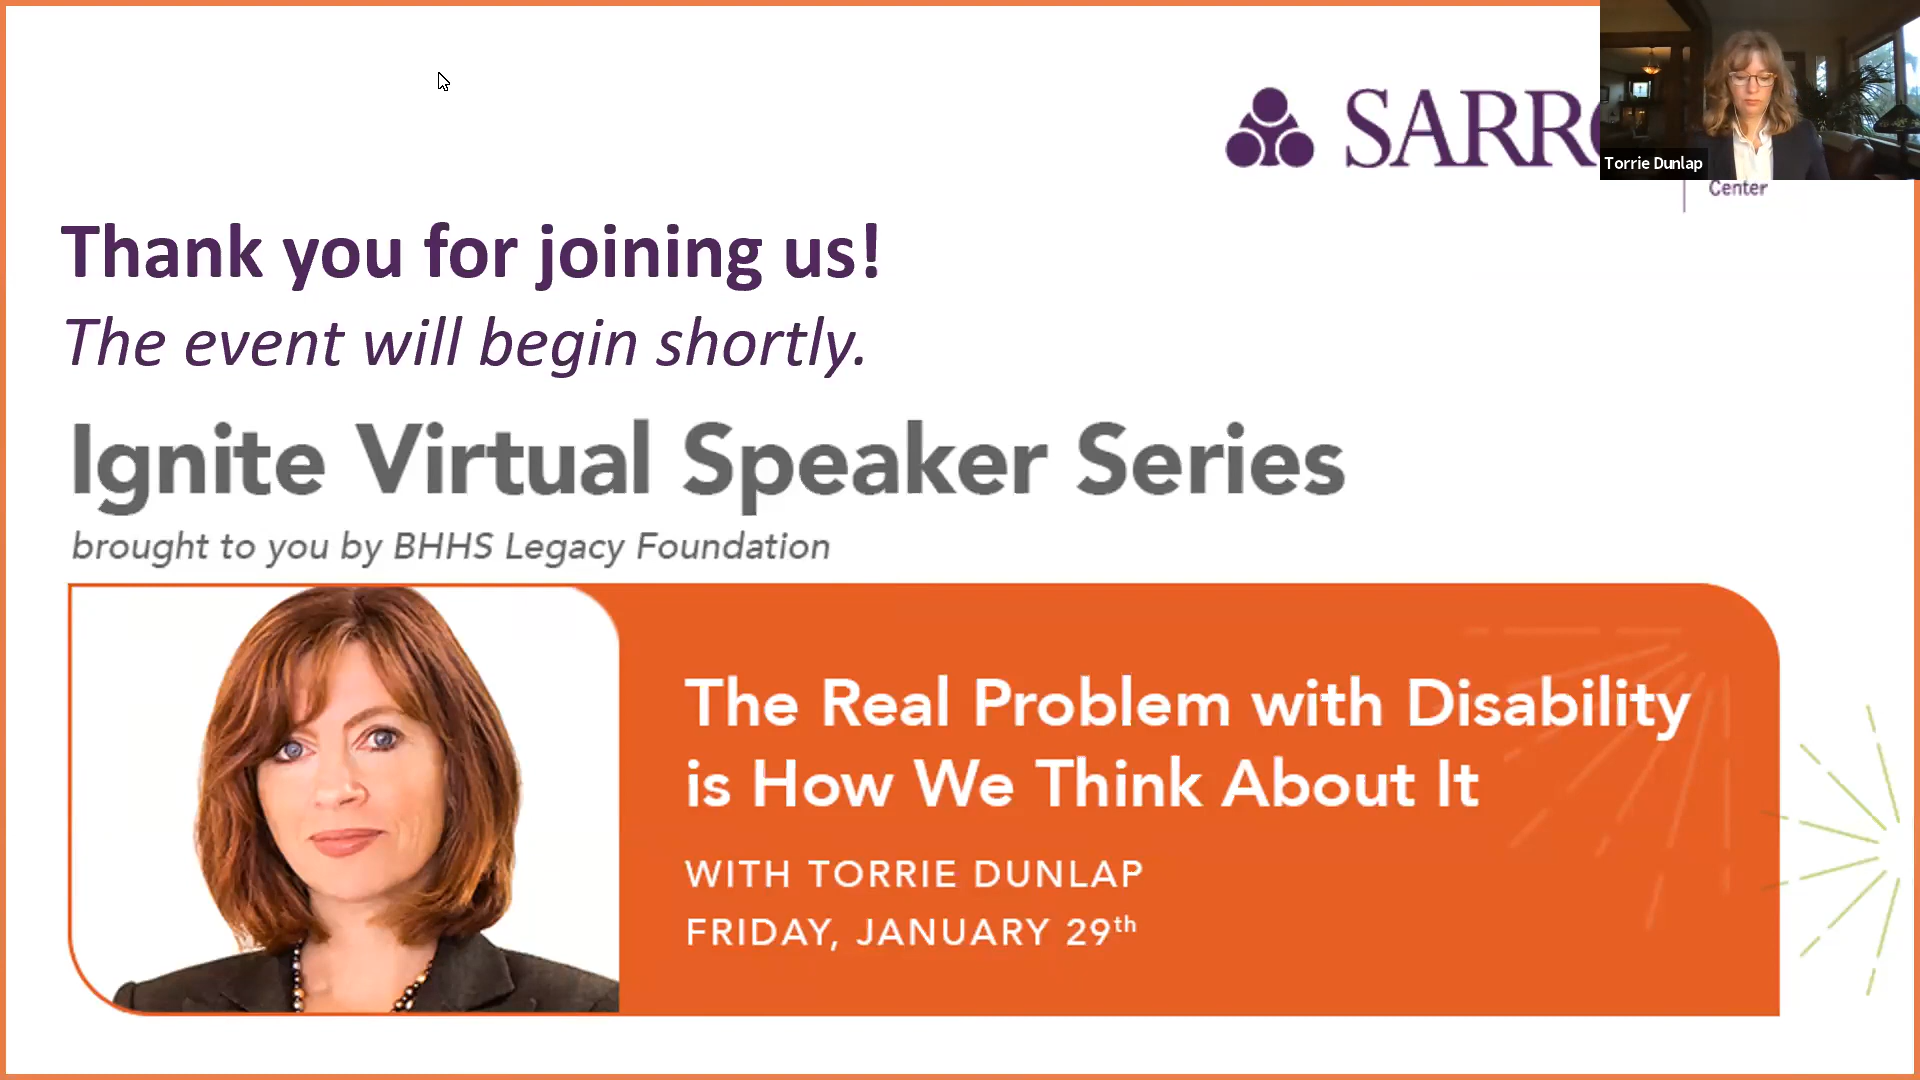 SARR
Torrie Dunlap
Center
Thank you for joining us!
The event will begin shortly.
Ignite Virtual Speaker Series
brought to you by BHHS Legacy Foundation
The Real Problem with Disability
is How We Think About It
WITH TORRIE DUNLAP
FRIDAY, JANUARY 29th